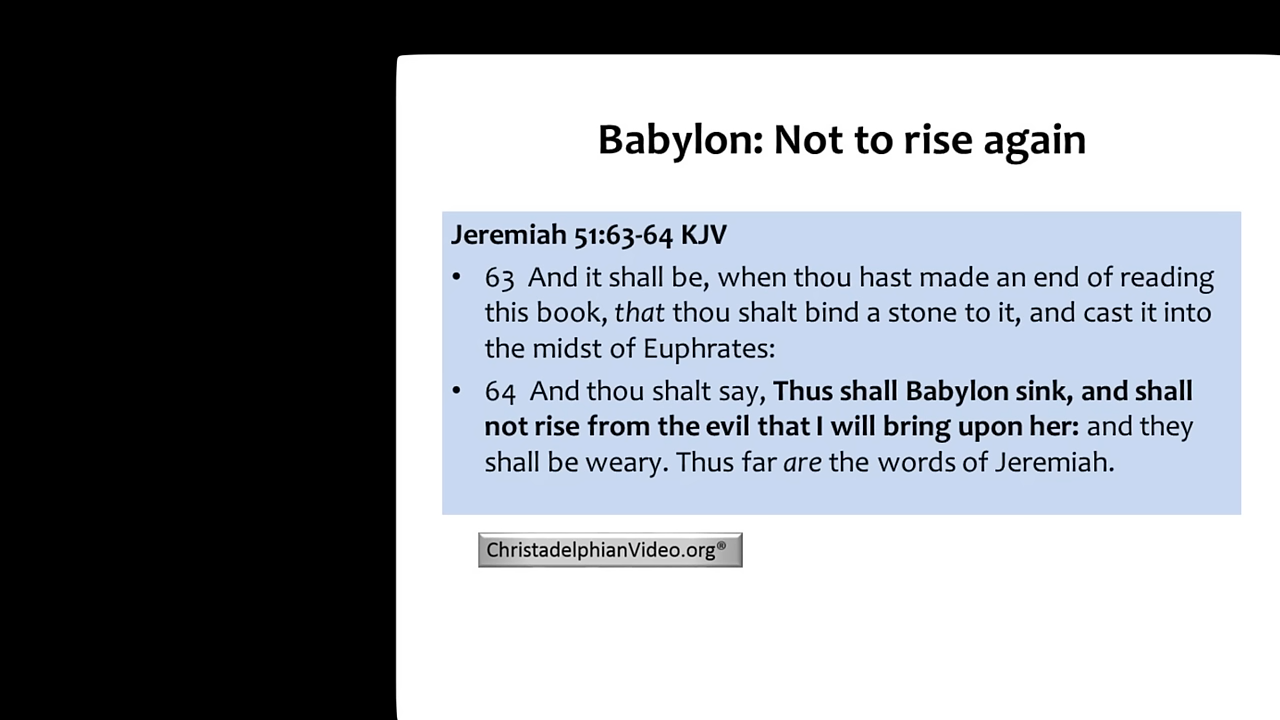 Babylon: Not to rise again
Jeremiah 51:63-64 KJV
• 63 And it shall be, when thou hast made an end of reading
this book, that thou shalt bind a stone to it, and cast it into
the midst of Euphrates:
• 64 And thou shalt say, Thus shall Babylon sink, and shall
not rise from the evil that I will bring upon her: and they
shall be weary. Thus far are the words of Jeremiah.
ChristadelphianVideo.org®